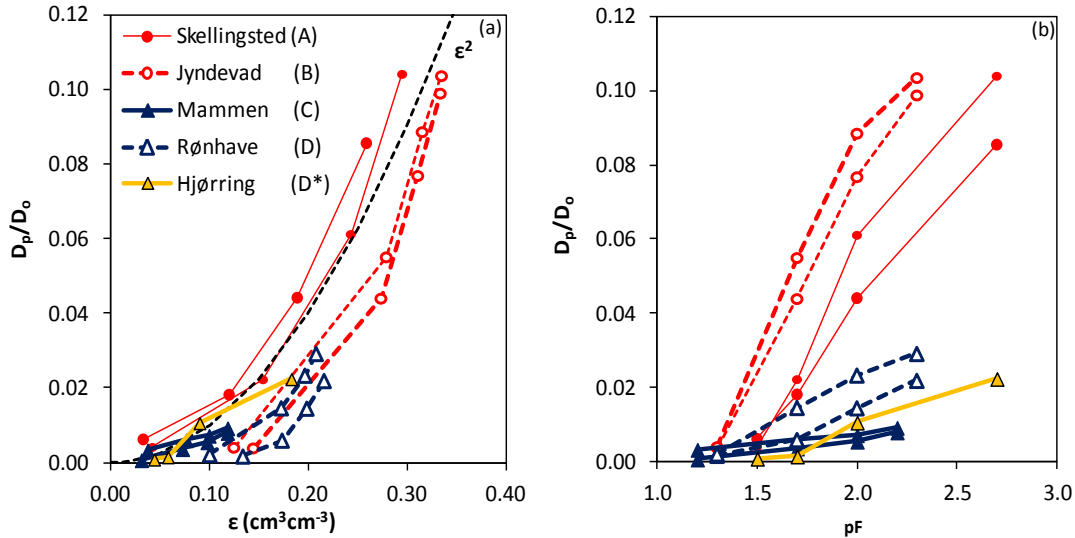 0.12
0.10
0.08
0.06
0.04
0.02
0.00
Dp/Do
0.00 0.10 0.20 0.30 0.40
ε (cm³cm⁻³)
(a)
ε²
Skellingsted (A)
Jyndevad (B)
Mammen (C)
Rønhave (D)
Hjørring (D*)
0.12
0.10
0.08
0.06
0.04
0.02
0.00
Dp/Do
1.0 1.5 2.0 2.5 3.0
pF
(b)